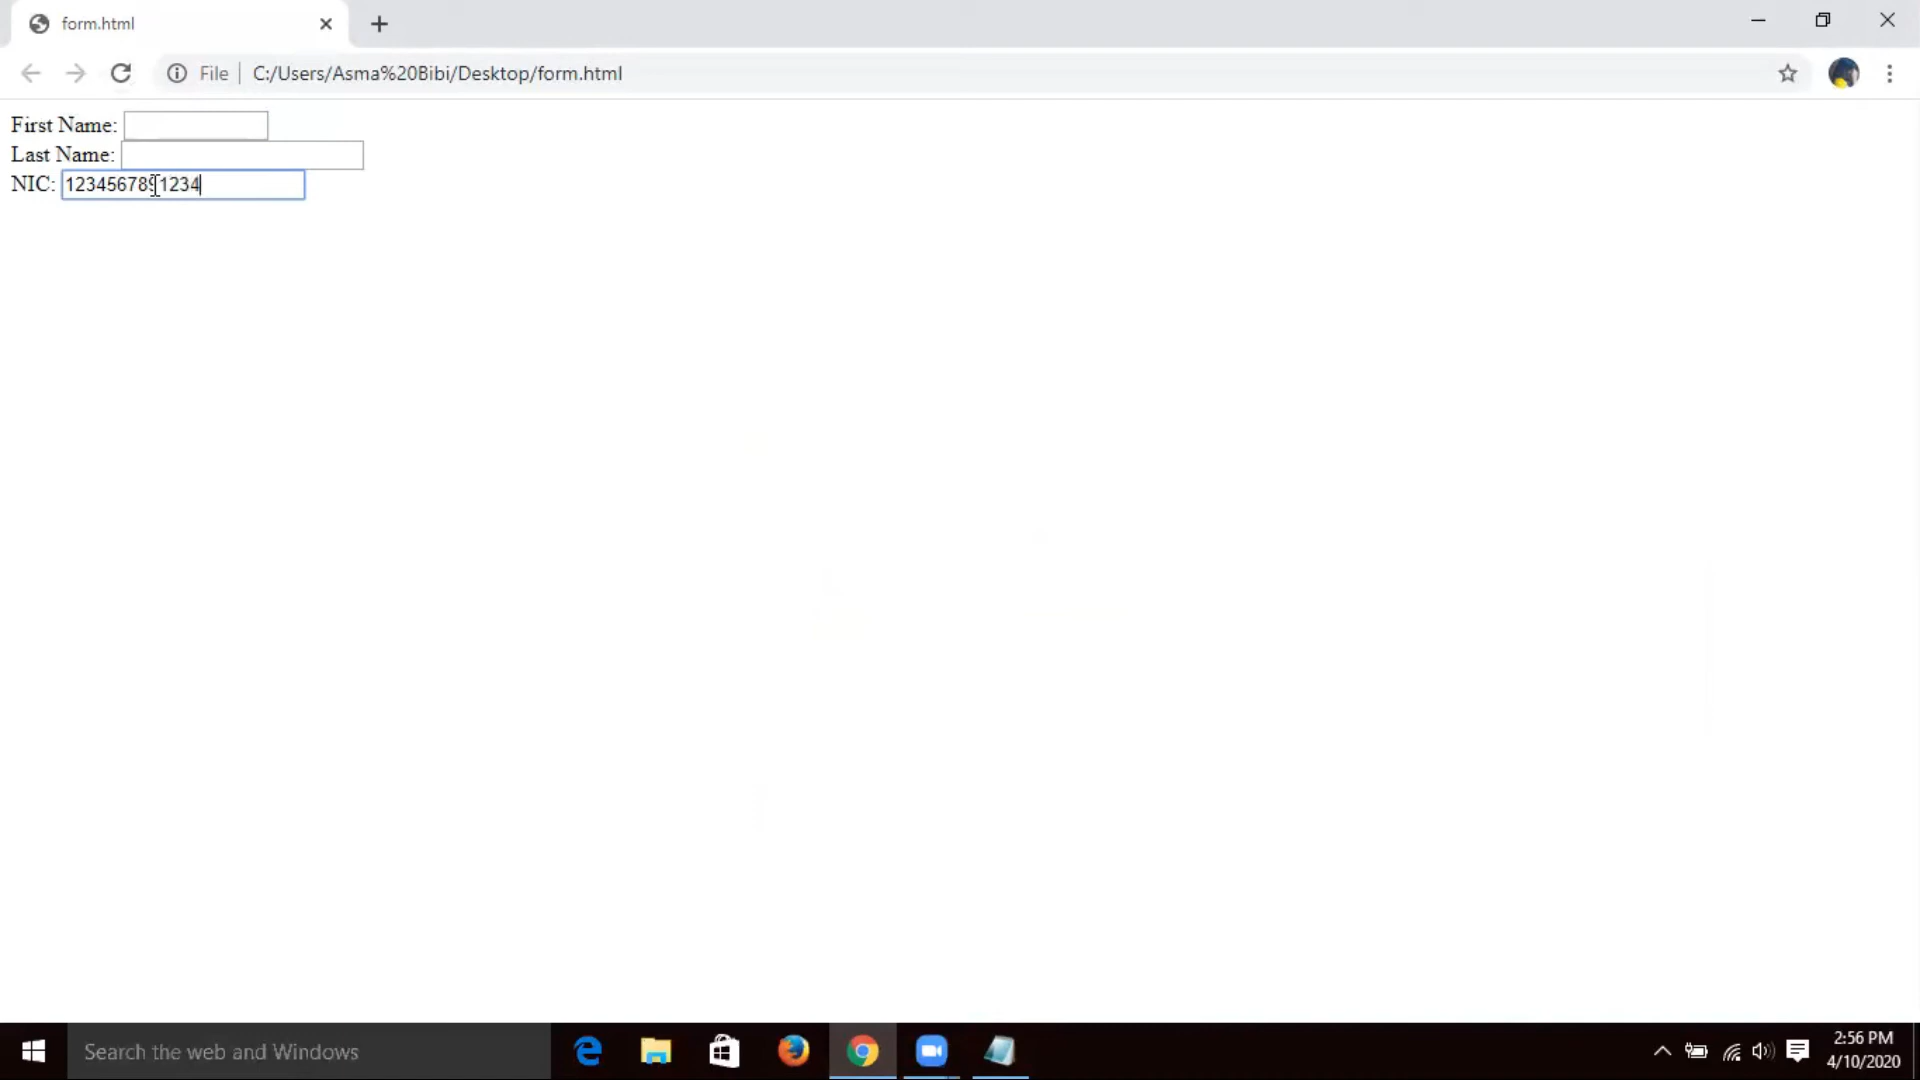 form.html
File
C:/Users/Asma%20Bibi/Desktop/form.html
First Name:
Last Name:
NIC: 1234567891234
Search the web and Windows
2:56 PM
4/10/2020